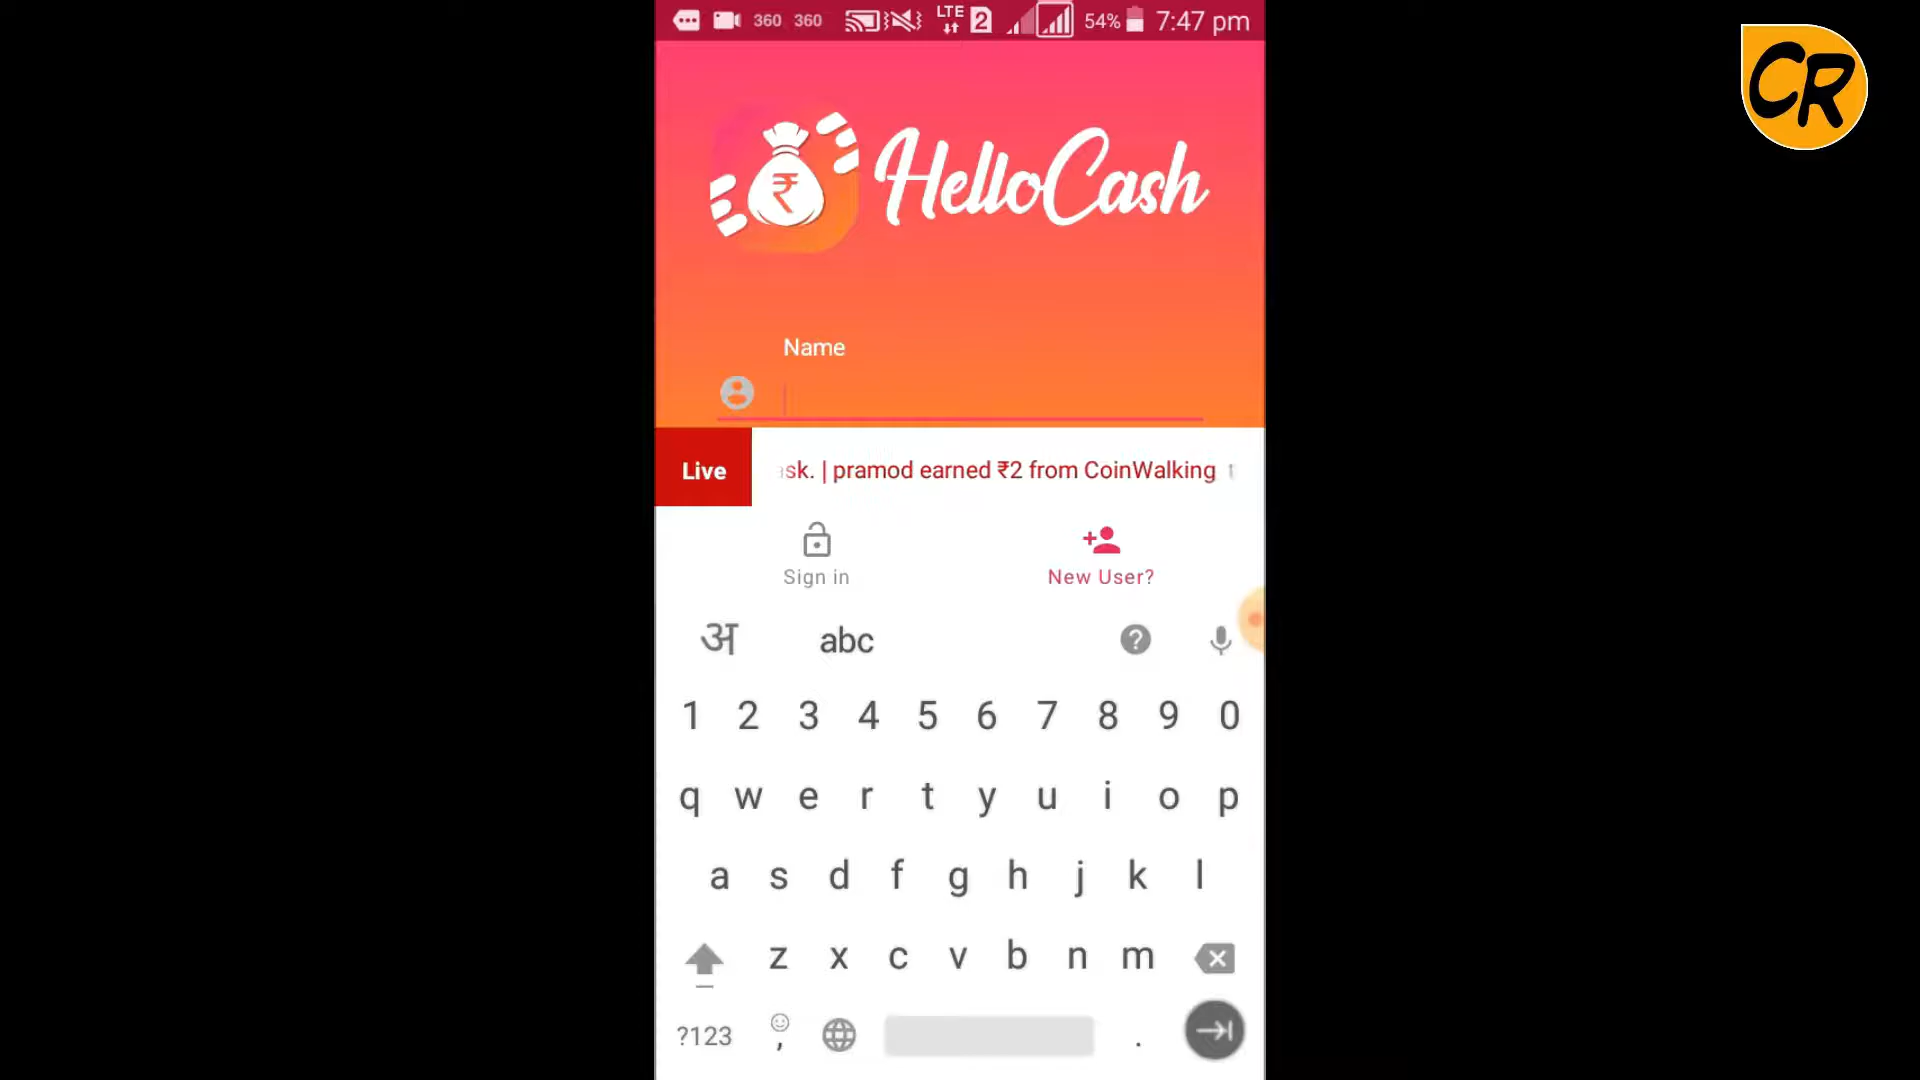 360 360 LTE 2 54% 7:47 pm
CR
₹ HelloCash
Name
Live sk. | pramod earned ₹2 from CoinWalking
Sign in New User?
अ abc ?
1 2 3 4 5 6 7 8 9 0
q w e r t y u i o p
a s d f g h j k l
z x c v b n m
?123 , .